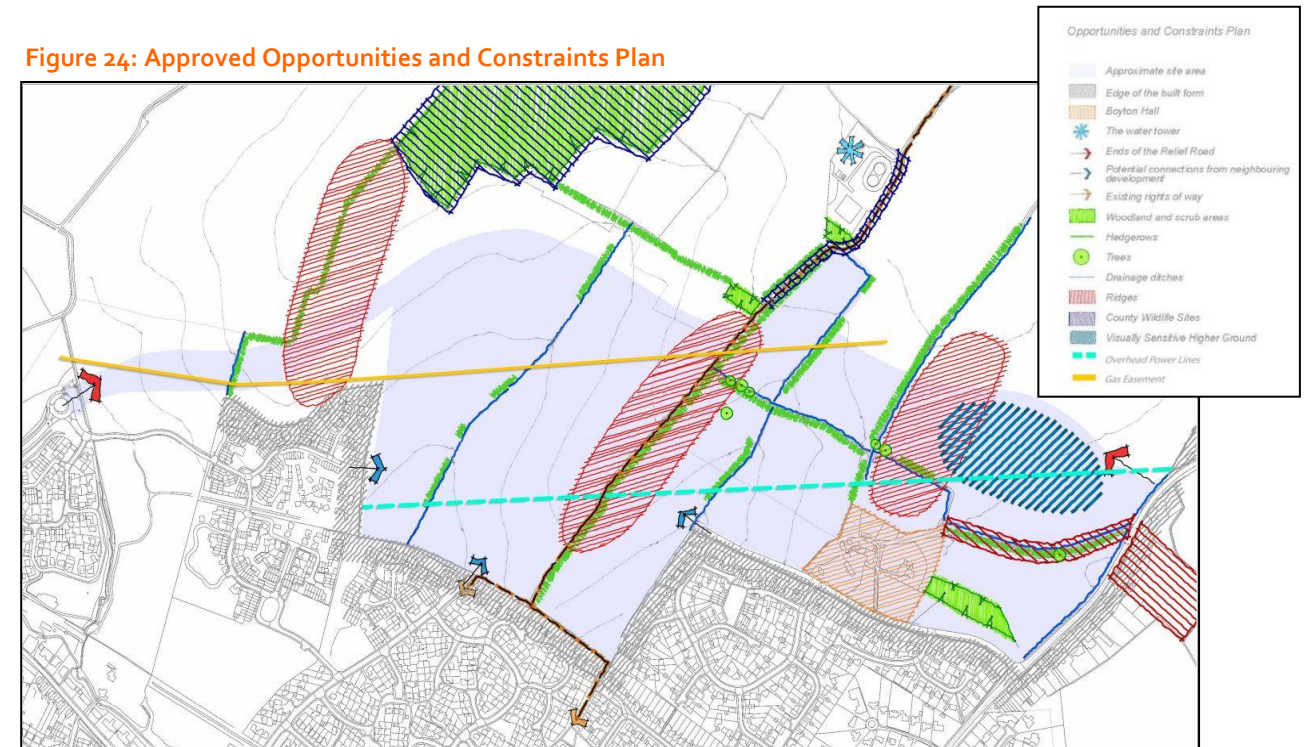 Figure 24: Approved Opportunities and Constraints Plan
Opportunities and Constraints Plan
Approximate site area
Edge of the built form
Boyton Hall
The water tower
Ends of the Relief Road
Potential connections from neighbouring
development
Existing rights of way
Woodland and scrub areas
Hedgerows
Trees
Drainage ditches
Ridges
County Wildlife Sites
Visually Sensitive Higher Ground
Overhead Power Lines
Gas Easement